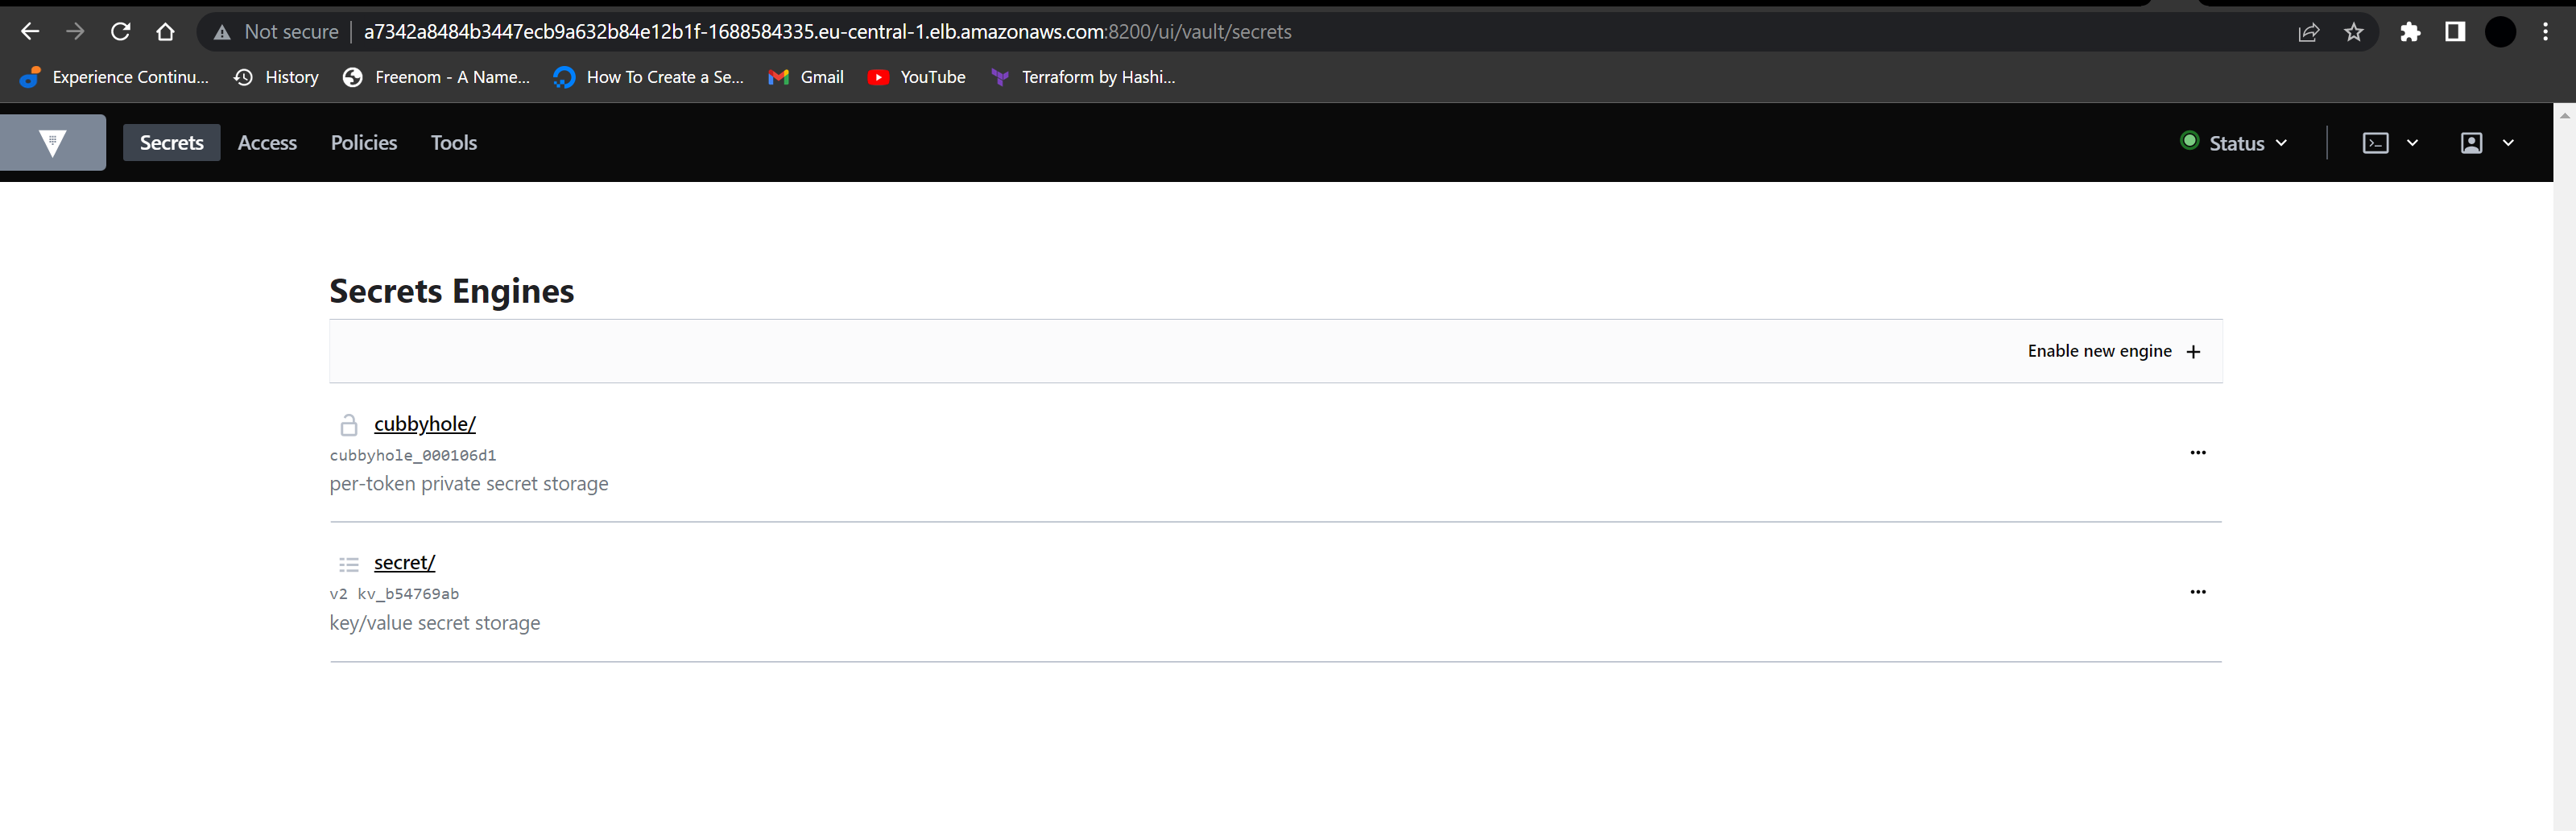 Not secure | a7342a8484b3447ecb9a632b84e12b1f-1688584335.eu-central-1.elb.amazonaws.com:8200/ui/vault/secrets
Experience Continu... History Freenom - A Name... How To Create a Se... Gmail YouTube Terraform by Hashi...
Secrets Access Policies Tools Status
Secrets Engines
Enable new engine +
cubbyhole/
cubbyhole_000106d1
per-token private secret storage
secret/
v2 kv_b54769ab
key/value secret storage